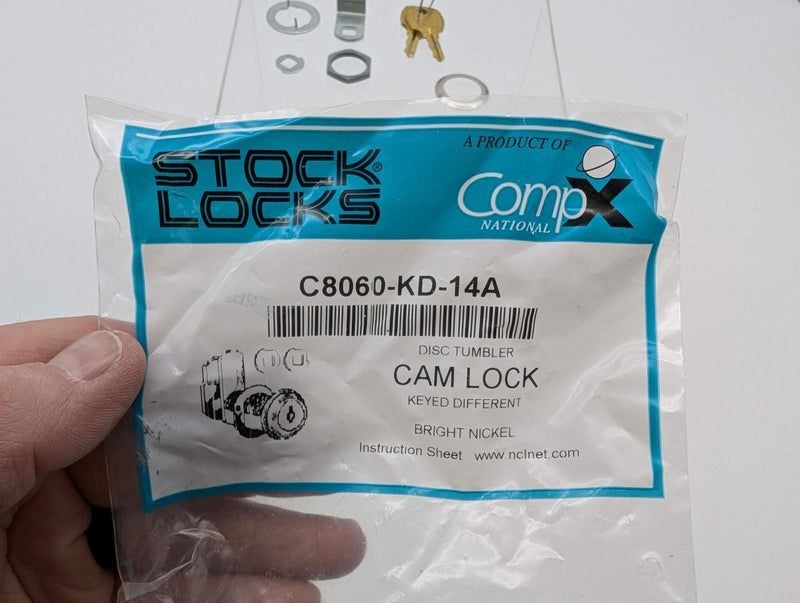 STOCK®
LOCKS
A PRODUCT OF
CompX
NATIONAL
C8060-KD-14A
DISC TUMBLER
CAM LOCK
KEYED DIFFERENT
BRIGHT NICKEL
Instruction Sheet www.nclnet.com